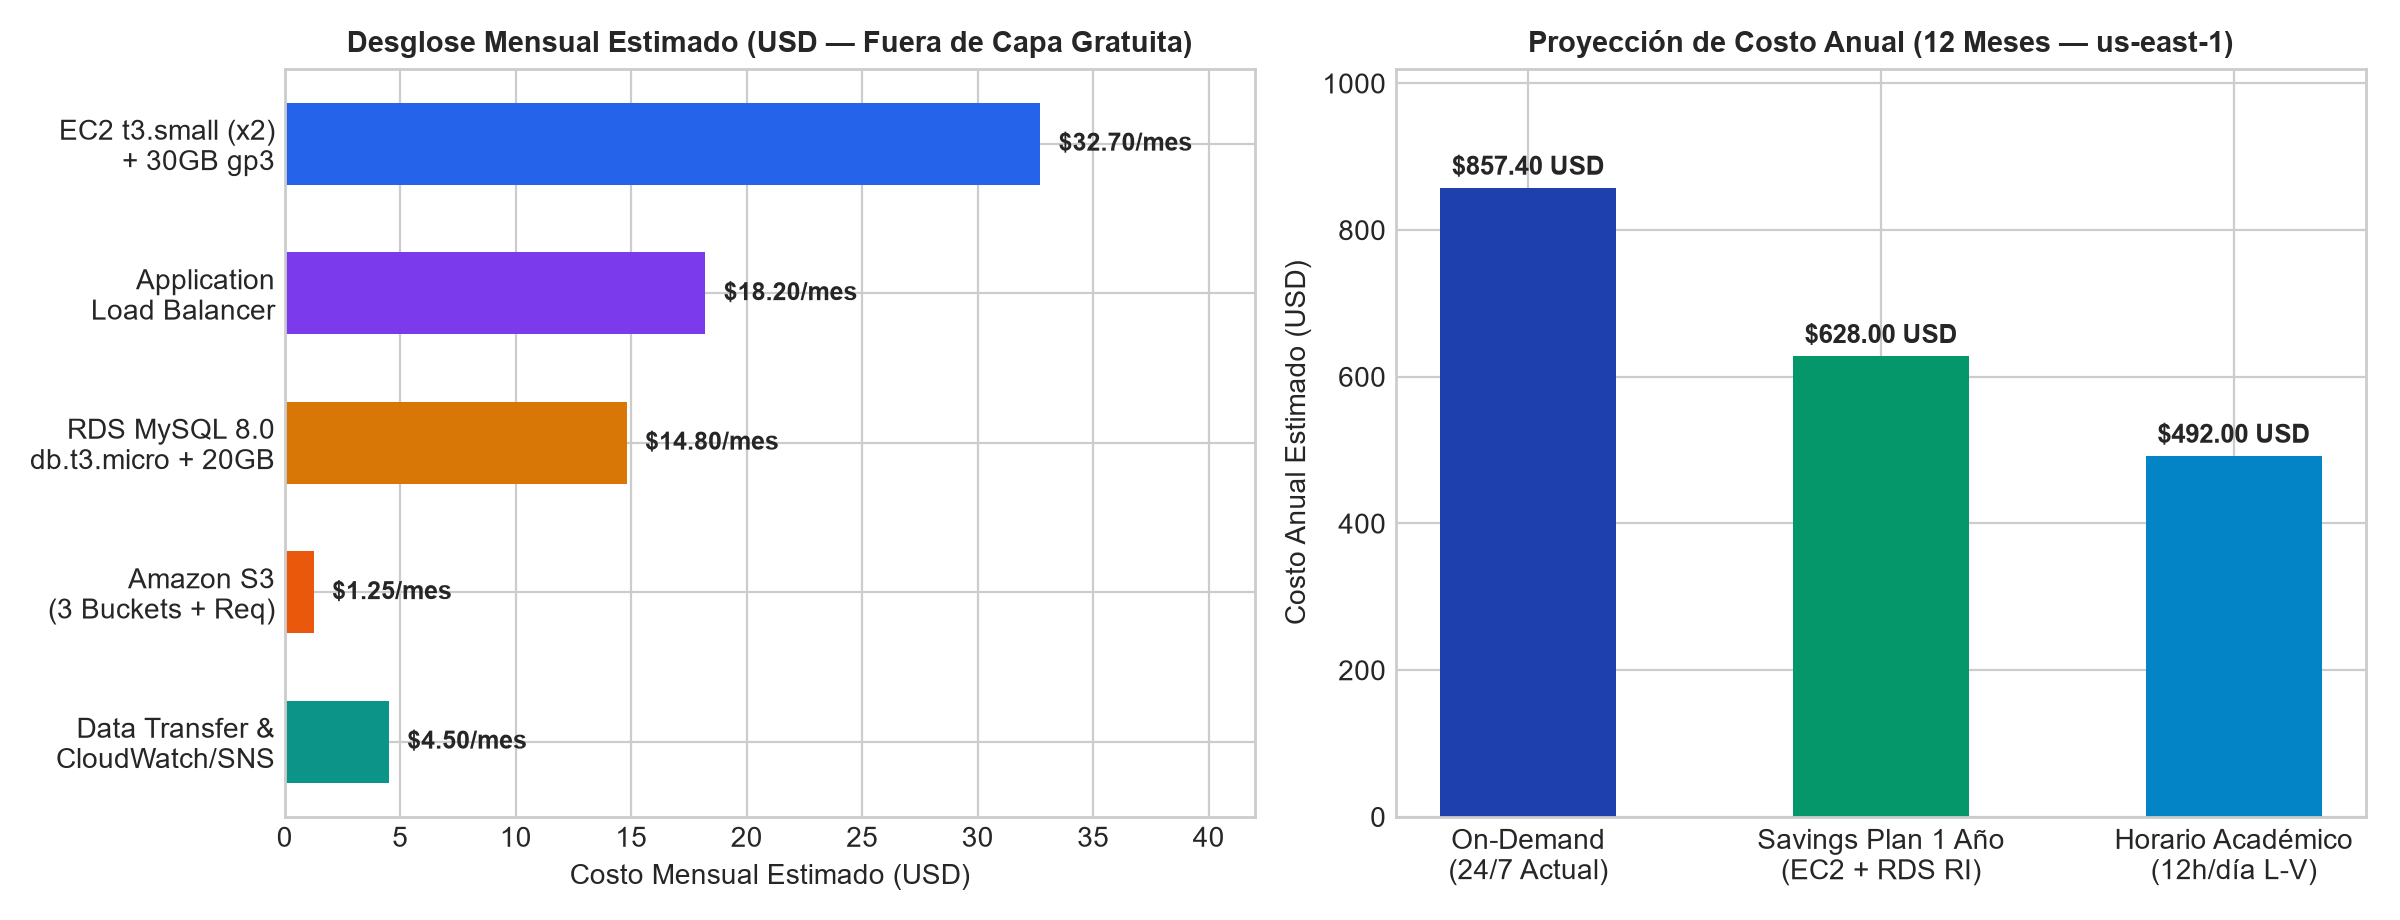 Desglose Mensual Estimado (USD — Fuera de Capa Gratuita)
EC2 t3.small (x2)
+ 30GB gp3
$32.70/mes
Application
Load Balancer
$18.20/mes
RDS MySQL 8.0
db.t3.micro + 20GB
$14.80/mes
Amazon S3
(3 Buckets + Req)
$1.25/mes
Data Transfer &
CloudWatch/SNS
$4.50/mes
0 5 10 15 20 25 30 35 40
Costo Mensual Estimado (USD)
Proyección de Costo Anual (12 Meses — us-east-1)
Costo Anual Estimado (USD)
1000
800
600
400
200
0
$857.40 USD
$628.00 USD
$492.00 USD
On-Demand
(24/7 Actual)
Savings Plan 1 Año
(EC2 + RDS RI)
Horario Académico
(12h/día L-V)